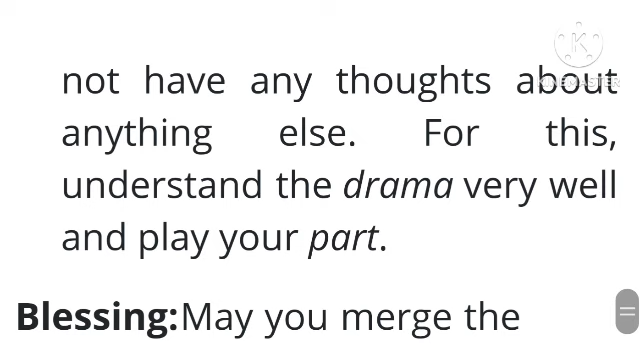 KINEMASTER
not have any thoughts about
anything else. For this,
understand the drama very well
and play your part.
Blessing:May you merge the